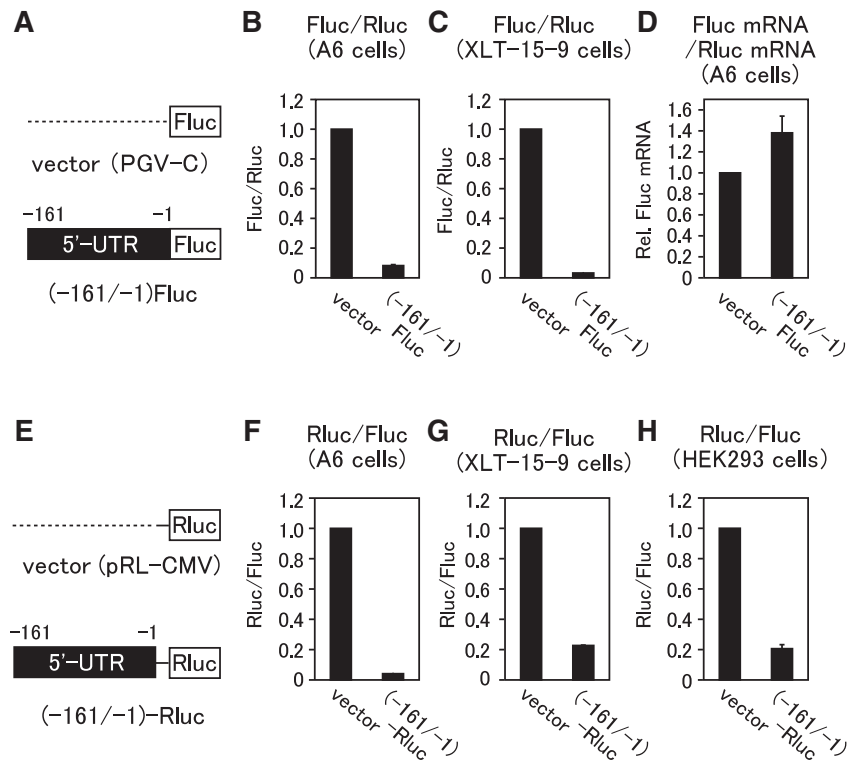 A
Fluc
vector (PGV-C)
-161
-1
5'-UTR
Fluc
(-161/-1)Fluc
B
Fluc/Rluc
(A6 cells)
Fluc/Rluc
1.2
1.0
0.8
0.6
0.4
0.2
0
vector
(-161/-1)
Fluc
C
Fluc/Rluc
(XLT-15-9 cells)
Fluc/Rluc
1.2
1.0
0.8
0.6
0.4
0.2
0
vector
(-161/-1)
Fluc
D
Fluc mRNA
/Rluc mRNA
(A6 cells)
Rel. Fluc mRNA
1.6
1.4
1.2
1.0
0.8
0.6
0.4
0.2
0
vector
(-161/-1)
Fluc
E
Rluc
vector (pRL-CMV)
-161
-1
5'-UTR
Rluc
(-161/-1)-Rluc
F
Rluc/Fluc
(A6 cells)
Rluc/Fluc
1.2
1.0
0.8
0.6
0.4
0.2
0
vector
(-161/-1)
-Rluc
G
Rluc/Fluc
(XLT-15-9 cells)
Rluc/Fluc
1.2
1.0
0.8
0.6
0.4
0.2
0
vector
(-161/-1)
-Rluc
H
Rluc/Fluc
(HEK293 cells)
Rluc/Fluc
1.2
1.0
0.8
0.6
0.4
0.2
0
vector
(-161/-1)
-Rluc